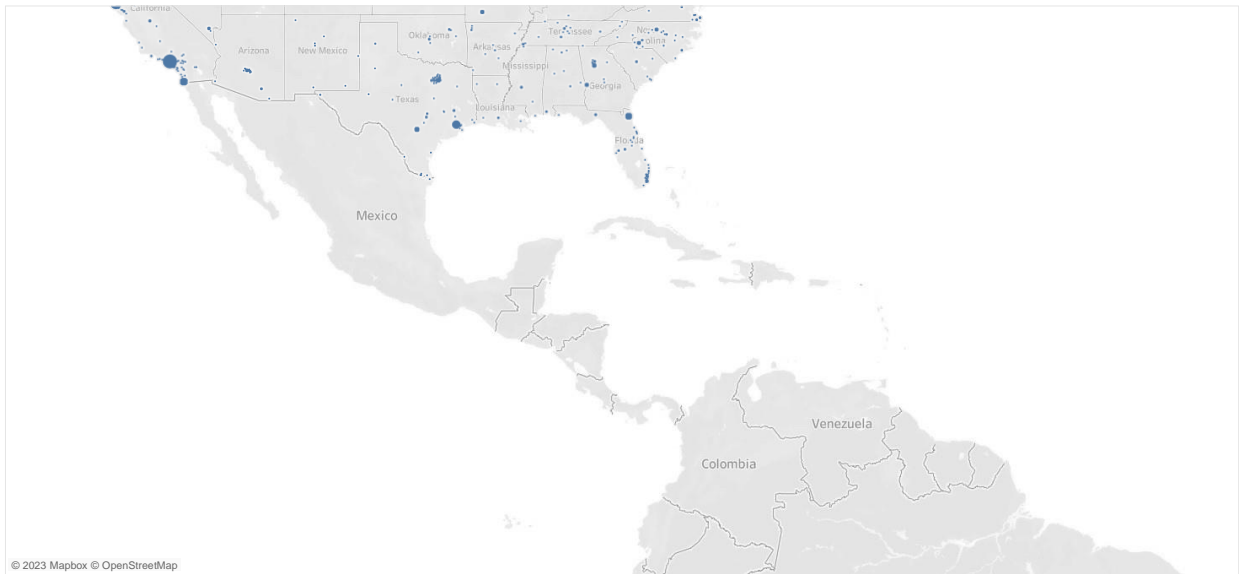 California
Oklahoma
Tennessee
Arizona
New Mexico
Arkansas
Mississippi
Georgia
Texas
Louisiana
Florida
Mexico
Venezuela
Colombia
© 2023 Mapbox © OpenStreetMap